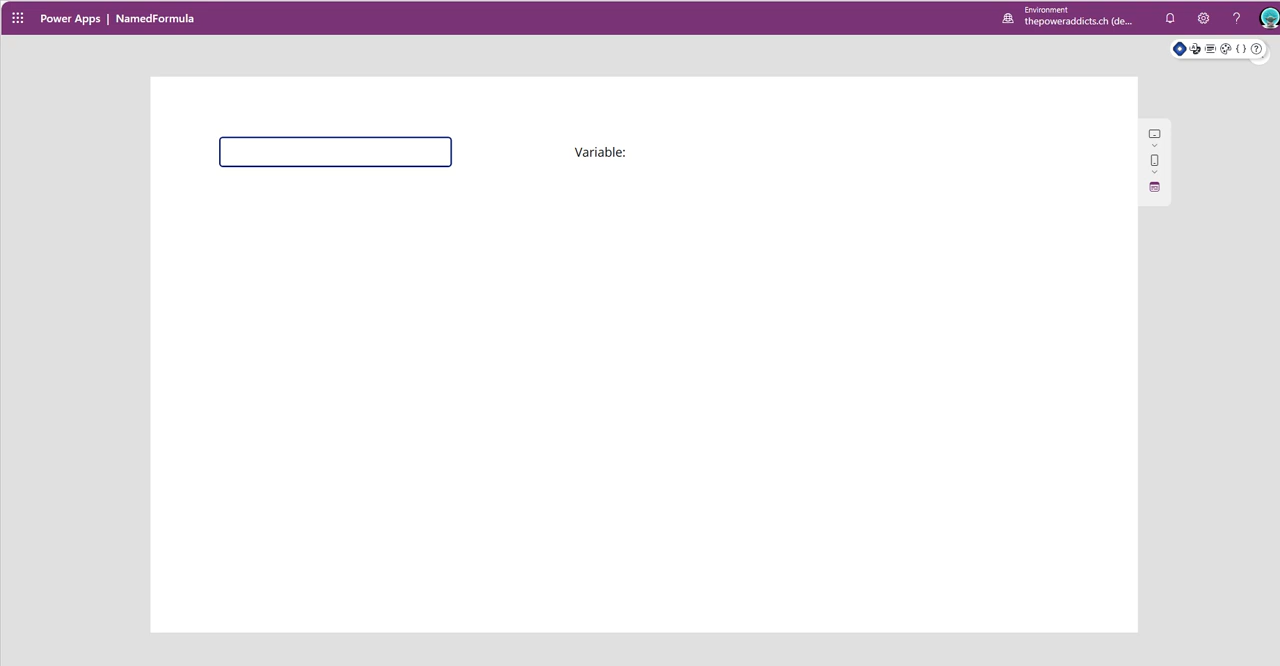 Power Apps | NamedFormula
Environment
thepoweraddicts.ch (de...
Variable: